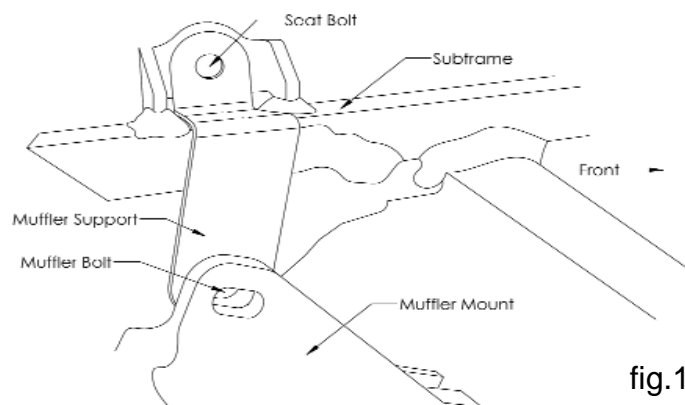 Seat Bolt
Subframe
Front
Muffler Support
Muffler Bolt
Muffler Mount
fig.1